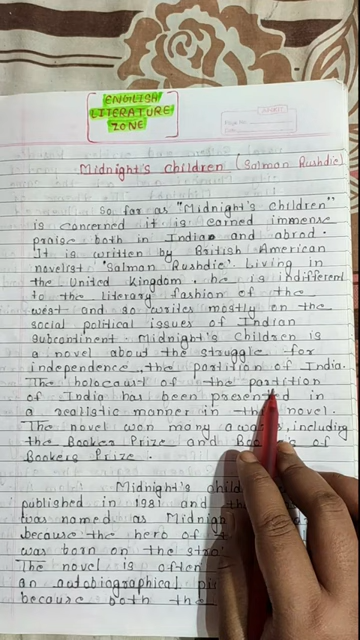 ENGLISH
LITERATURE
ZONE
Midnight's Children (Salman Rushdie)
So far as "Midnight's Children"
is concerned it is earned immense
praise both in India and abrod.
It is written by British American
novelist 'Salman Rushdie'. Living in
the United Kingdom. he is indifferent
to the literary fashion of the
west and so writes mostly on the
social political issues of Indian
subcontinent. Midnight's Children is
a novel about the struggle for
independence, the partition of India.
The holocaust of the partition
of India has been presented in
a realistic manner in the novel.
The novel won many including
the Booker Prize and of
Bookers Prize.
Midnight's
published in 1981 and
was named as
because the hero of
was born on the
The novel is often
an autobiographical
because both the